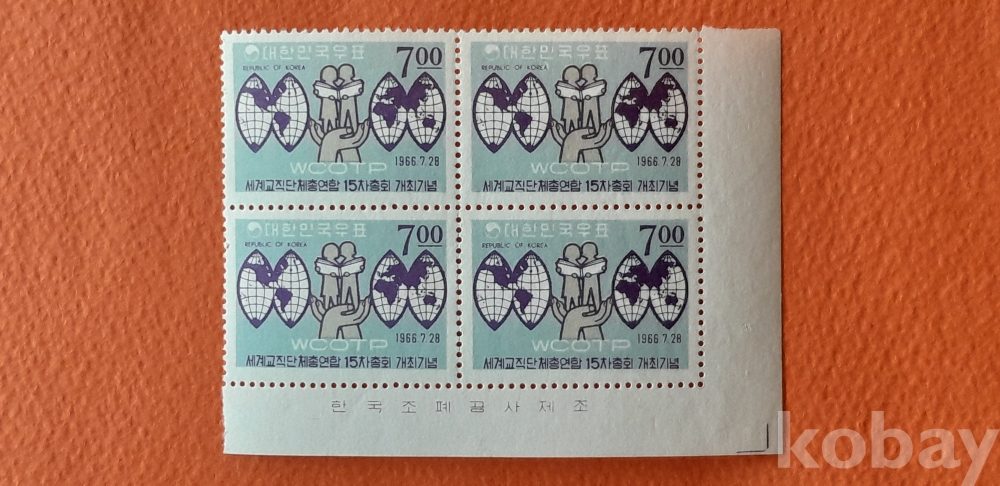 대한민국우표 7.00
REPUBLIC OF KOREA
WCOTP
1966.7.28
세계교직단체총연합 15차총회 개최기념
대한민국우표 7.00
REPUBLIC OF KOREA
WCOTP
1966.7.28
세계교직단체총연합 15차총회 개최기념
대한민국우표 7.00
REPUBLIC OF KOREA
WCOTP
1966.7.28
세계교직단체총연합 15차총회 개최기념
대한민국우표 7.00
REPUBLIC OF KOREA
WCOTP
1966.7.28
세계교직단체총연합 15차총회 개최기념
한국조폐공사제조
kobay